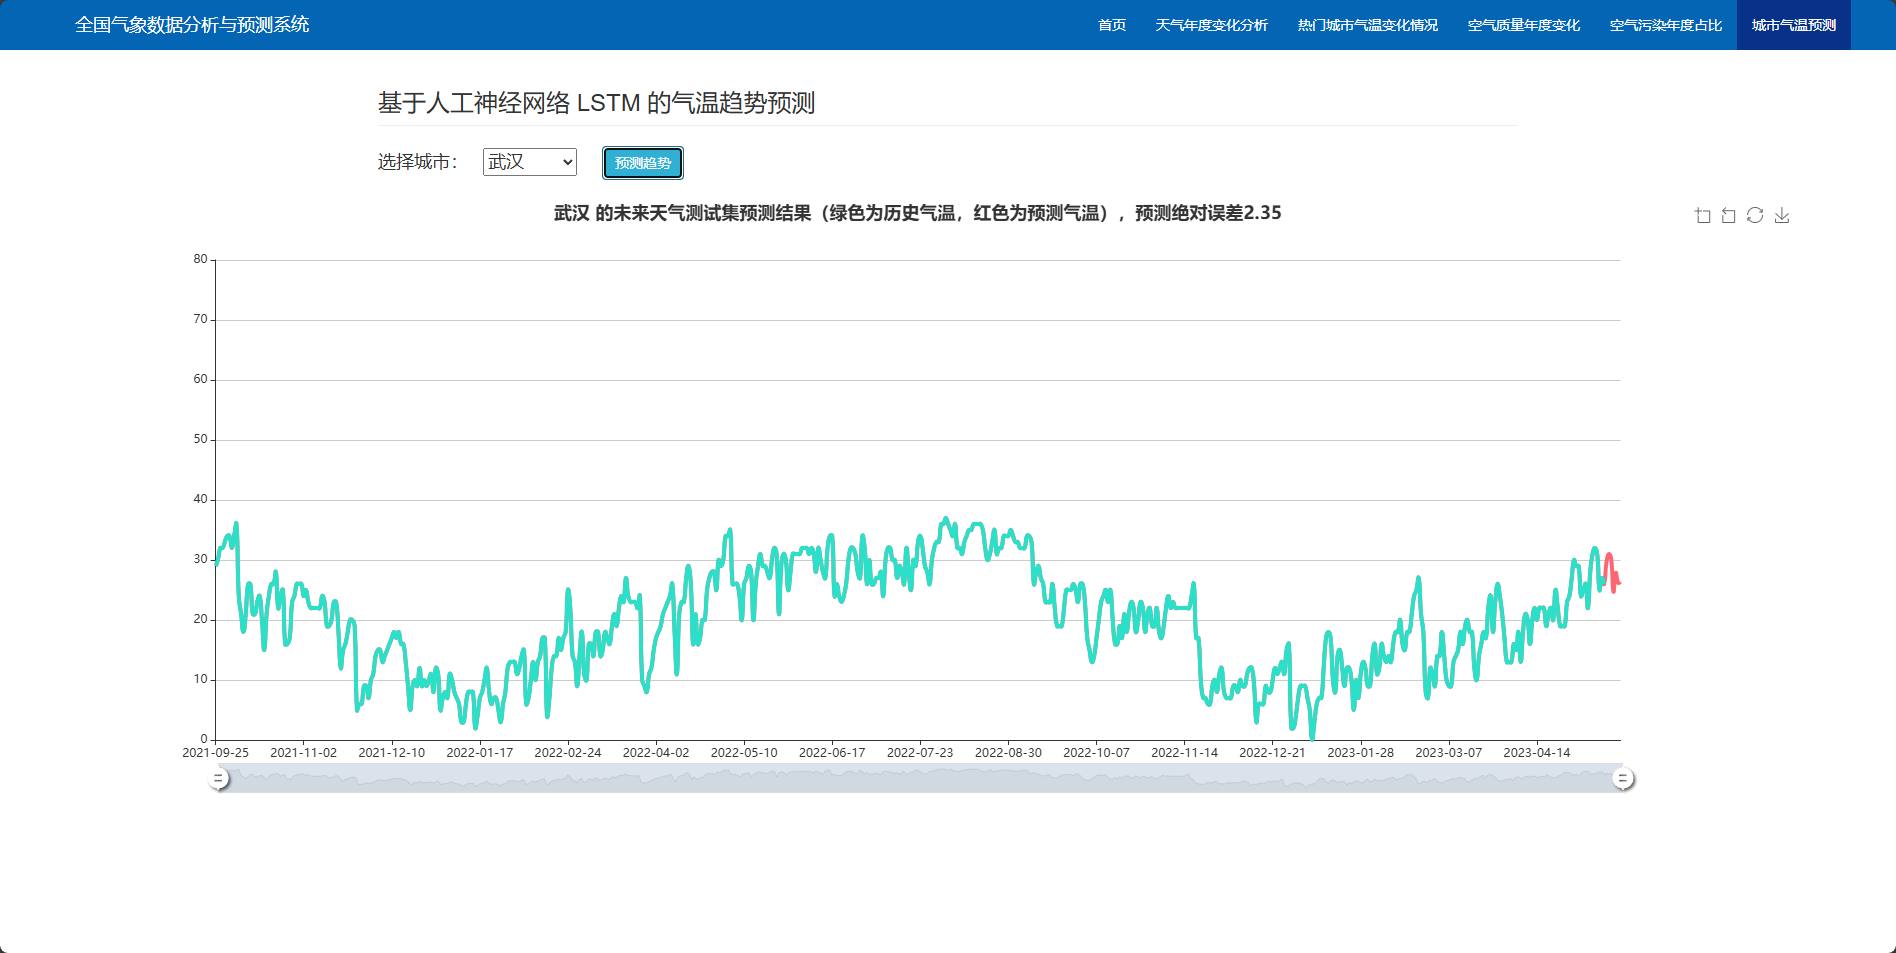 全国气象数据分析与预测系统
首页 天气年度变化分析 热门城市气温变化情况 空气质量年度变化 空气污染年度占比 城市气温预测
基于人工神经网络 LSTM 的气温趋势预测
选择城市： 武汉 预测趋势
武汉 的未来天气测试集预测结果（绿色为历史气温，红色为预测气温），预测绝对误差2.35
80
70
60
50
40
30
20
10
0
2021-09-25 2021-11-02 2021-12-10 2022-01-17 2022-02-24 2022-04-02 2022-05-10 2022-06-17 2022-07-23 2022-08-30 2022-10-07 2022-11-14 2022-12-21 2023-01-28 2023-03-07 2023-04-14